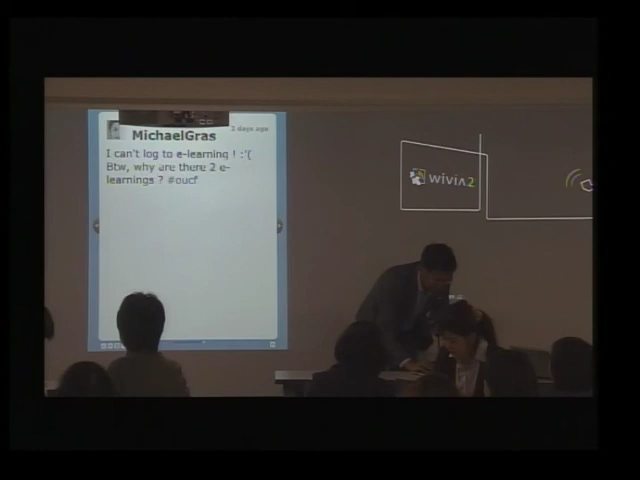 2 days ago
MichaelGras
I can't log to e-learning ! :'(
Btw, why are there 2 e-
learnings ? #oucf
wivia2